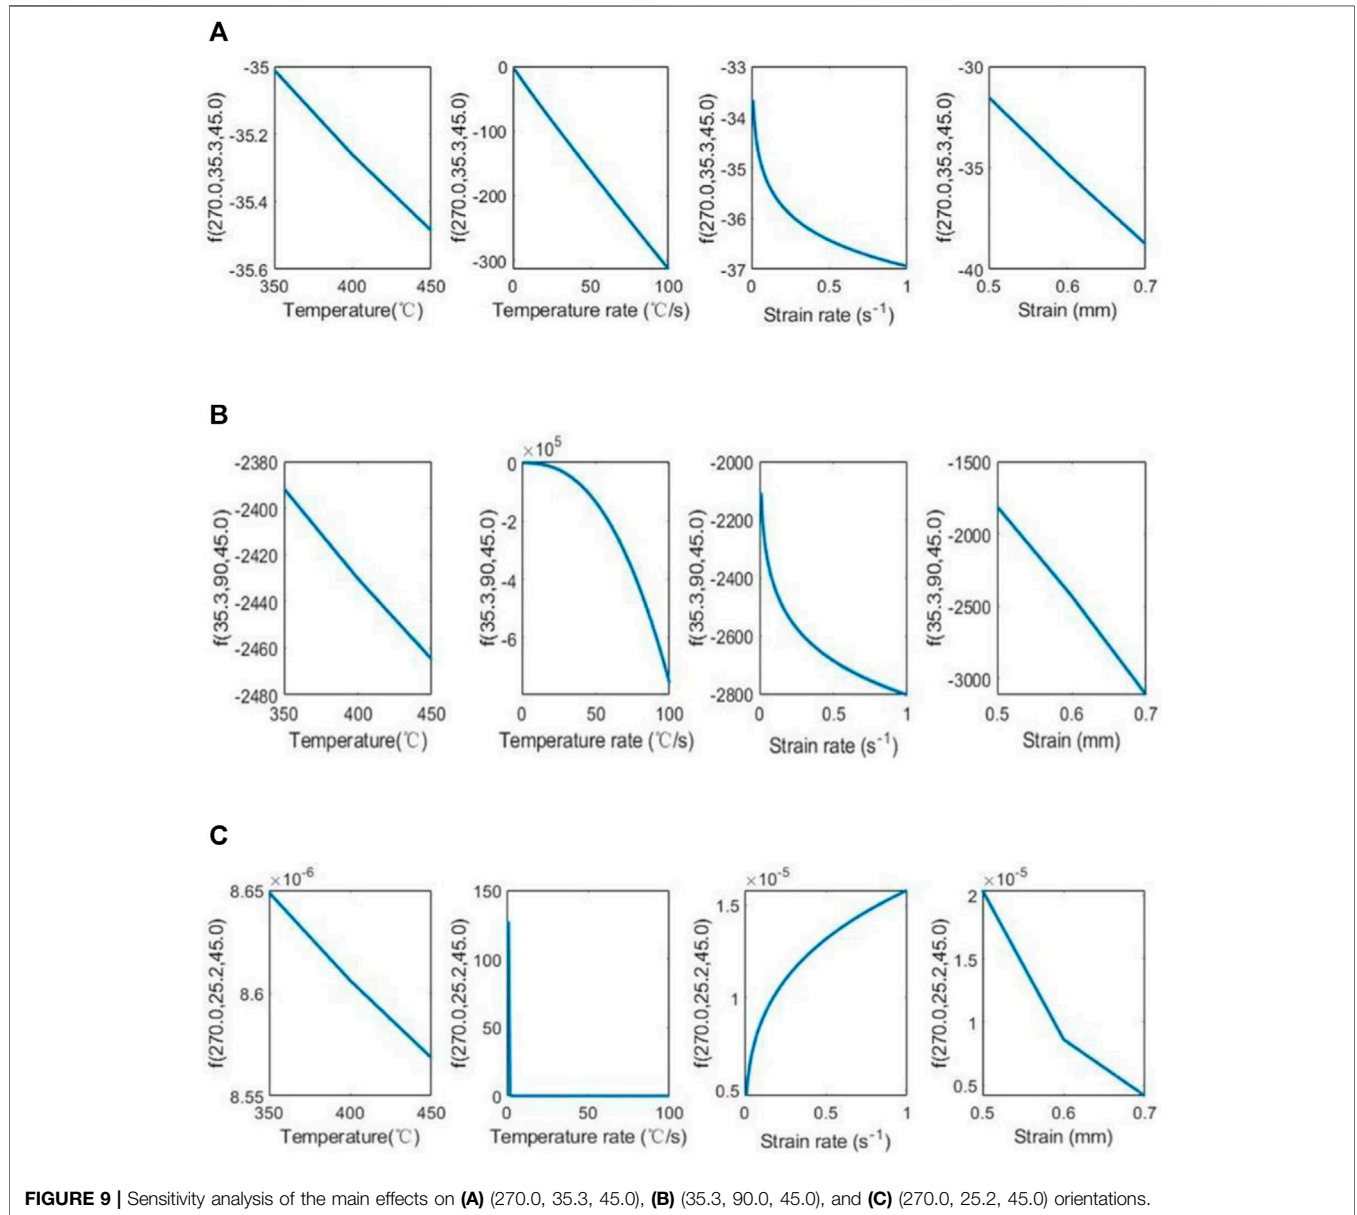 A
-35
-35.2
-35.4
-35.6
350 400 450
Temperature(℃)
f(270.0,35.3,45.0)
0
-100
-200
-300
0 50 100
Temperature rate (℃/s)
f(270.0,35.3,45.0)
-33
-34
-35
-36
-37
0 0.5 1
Strain rate (s⁻¹)
f(270.0,35.3,45.0)
-30
-35
-40
0.5 0.6 0.7
Strain (mm)
f(270.0,35.3,45.0)
B
-2380
-2400
-2420
-2440
-2460
-2480
350 400 450
Temperature(℃)
f(35.3,90,45.0)
×10⁵
0
-2
-4
-6
0 50 100
Temperature rate (℃/s)
f(35.3,90,45.0)
-2000
-2200
-2400
-2600
-2800
0 0.5 1
Strain rate (s⁻¹)
f(35.3,90,45.0)
-1500
-2000
-2500
-3000
0.5 0.6 0.7
Strain (mm)
f(35.3,90,45.0)
C
×10⁻⁶
8.65
8.6
8.55
350 400 450
Temperature(℃)
f(270.0,25.2,45.0)
150
100
50
0
0 50 100
Temperature rate (℃/s)
f(270.0,25.2,45.0)
×10⁻⁵
1.5
1
0.5
0 0.5 1
Strain rate (s⁻¹)
f(270.0,25.2,45.0)
×10⁻⁵
2
1.5
1
0.5
0.5 0.6 0.7
Strain (mm)
f(270.0,25.2,45.0)
FIGURE 9 | Sensitivity analysis of the main effects on (A) (270.0, 35.3, 45.0), (B) (35.3, 90.0, 45.0), and (C) (270.0, 25.2, 45.0) orientations.